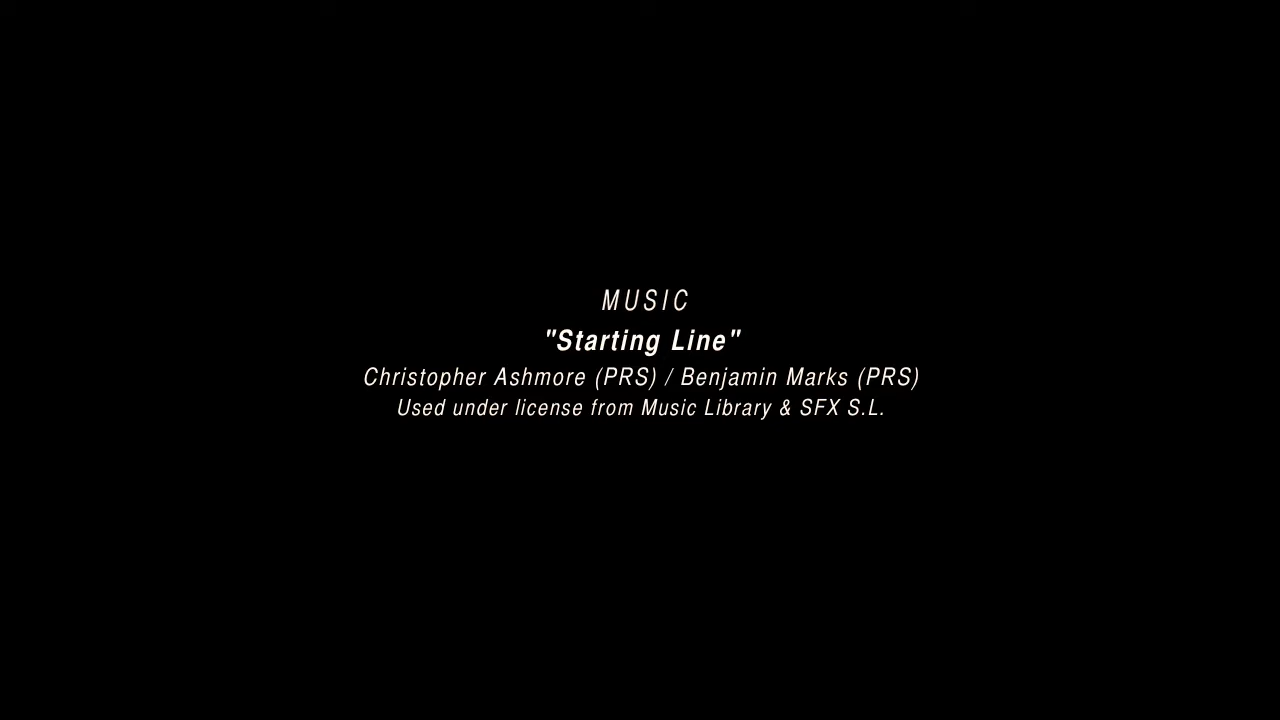 MUSIC
"Starting Line"
Christopher Ashmore (PRS) / Benjamin Marks (PRS)
Used under license from Music Library & SFX S.L.